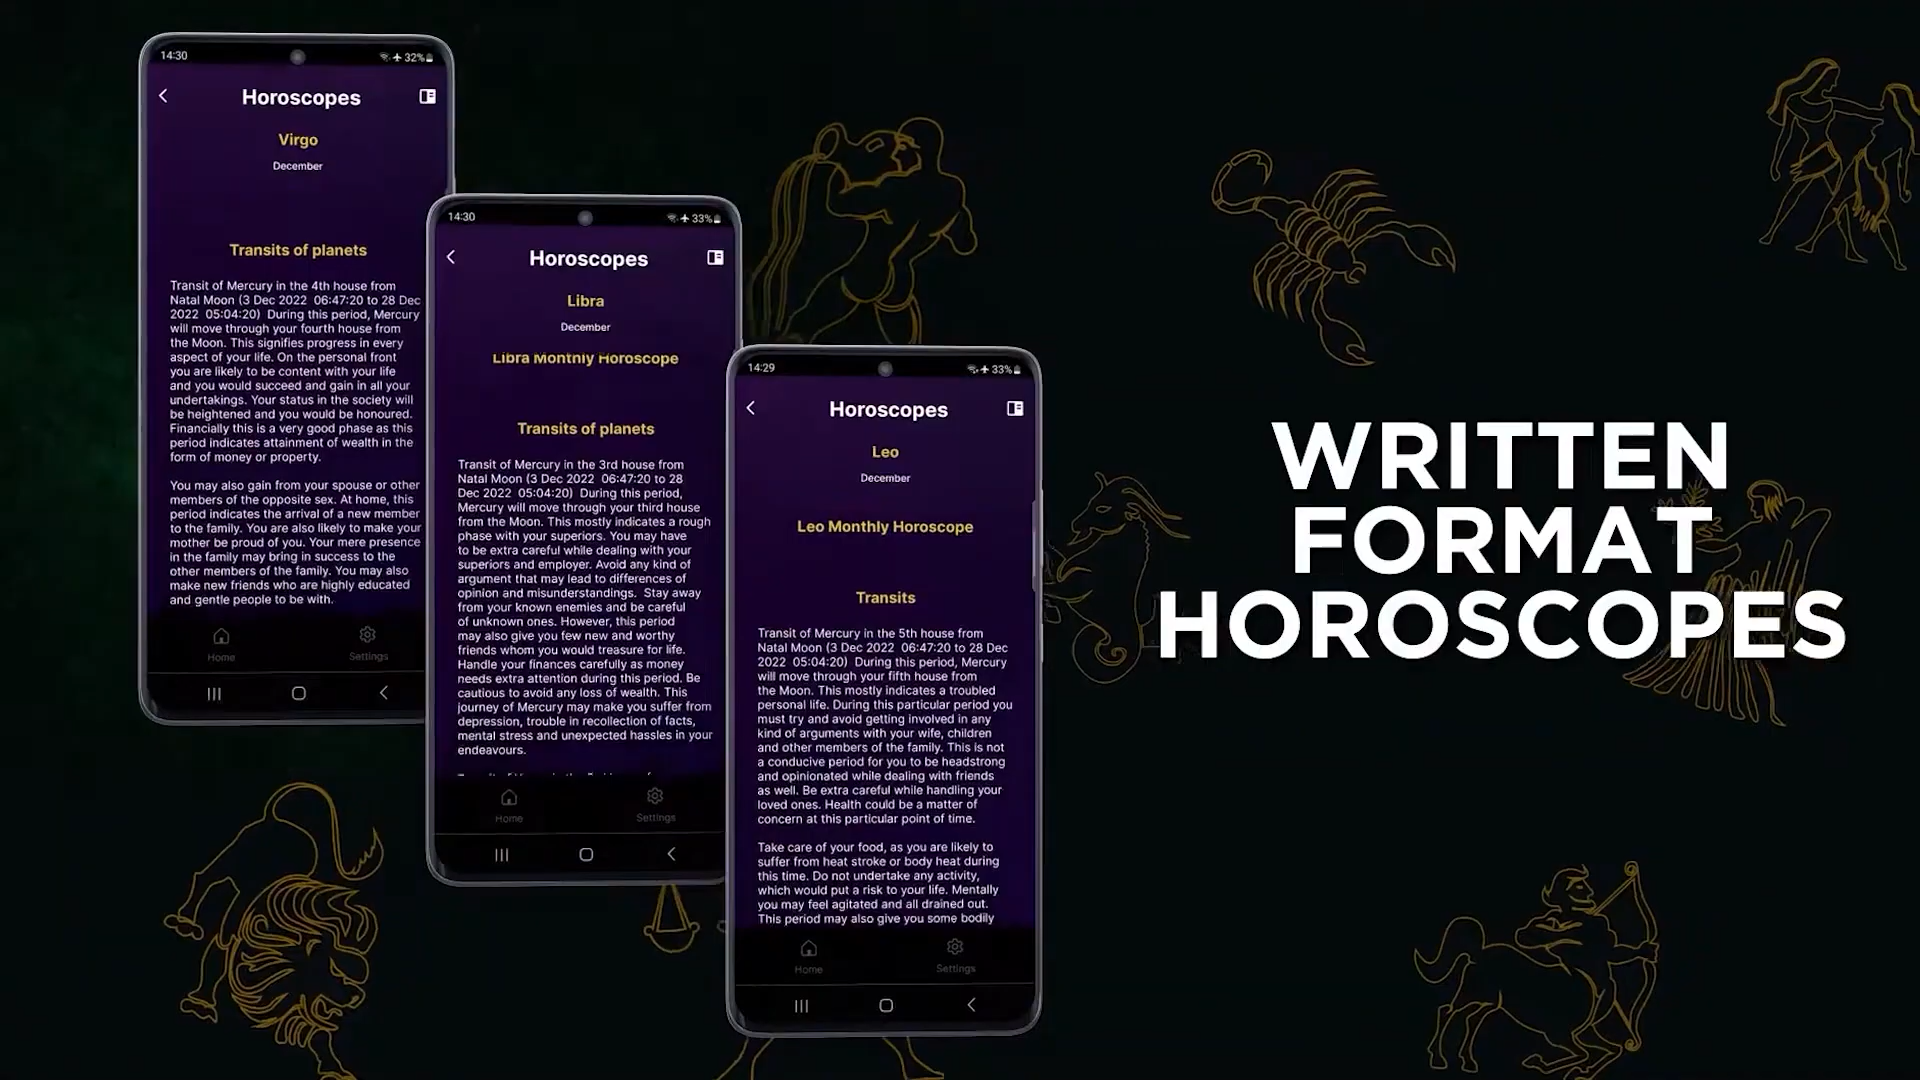 14:30
32%
Horoscopes
Virgo
December
Transits of planets
Transit of Mercury in the 4th house from
Natal Moon (3 Dec 2022 06:47:20 to 28 Dec
2022 05:04:20) During this period, Mercury
will move through your fourth house from
the Moon. This signifies progress in every
aspect of your life. On the personal front
you are likely to be content with your life
and you would succeed and gain in all your
undertakings. Your status in the society will
be heightened and you would be honoured.
Financially this is a very good phase as this
period indicates attainment of wealth in the
form of money or property.
You may also gain from your spouse or other
members of the opposite sex. At home, this
period indicates the arrival of a new member
to the family. You are also likely to make your
mother be proud of you. Your mere presence
in the family may bring in success to the
other members of the family. You may also
make new friends who are highly educated
and gentle people to be with.
Home
Settings
14:30
33%
Horoscopes
Libra
December
Libra Monthly Horoscope
Transits of planets
Transit of Mercury in the 3rd house from
Natal Moon (3 Dec 2022 06:47:20 to 28
Dec 2022 05:04:20) During this period,
Mercury will move through your third house
from the Moon. This mostly indicates a rough
phase with your superiors. You may have
to be extra careful while dealing with your
superiors and employer. Avoid any kind of
argument that may lead to differences of
opinion and misunderstandings. Stay away
from your known enemies and be careful
of unknown ones. However, this period
may also give you few new and worthy
friends whom you would treasure for life.
Handle your finances carefully as money
needs extra attention during this period. Be
cautious to avoid any loss of wealth. This
journey of Mercury may make you suffer from
depression, trouble in recollection of facts,
mental stress and unexpected hassles in your
endeavours.
Home
Settings
14:29
33%
Horoscopes
Leo
December
Leo Monthly Horoscope
Transits
Transit of Mercury in the 5th house from
Natal Moon (3 Dec 2022 06:47:20 to 28 Dec
2022 05:04:20) During this period, Mercury
will move through your fifth house from
the Moon. This mostly indicates a troubled
personal life. During this particular period you
must try and avoid getting involved in any
kind of arguments with your wife, children
and other members of the family. This is not
a conducive period for you to be headstrong
and opinionated while dealing with friends
as well. Be extra careful while handling your
loved ones. Health could be a matter of
concern at this particular point of time.
Take care of your food, as you are likely to
suffer from heat stroke or body heat during
this time. Do not undertake any activity,
which would put a risk to your life. Mentally
you may feel agitated and all drained out.
This period may also give you some bodily
Home
Settings
WRITTEN
FORMAT
HOROSCOPES